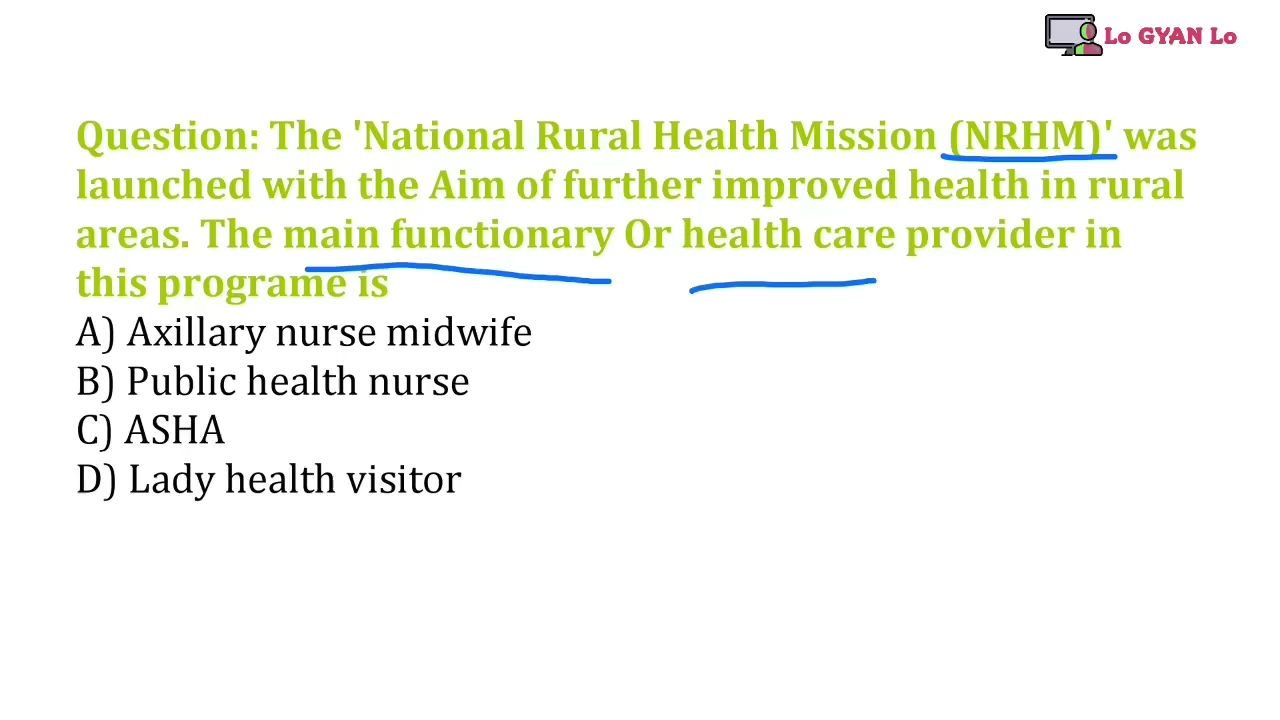 Lo GYAN Lo
Question: The 'National Rural Health Mission (NRHM)' was
launched with the Aim of further improved health in rural
areas. The main functionary Or health care provider in
this programe is
A) Axillary nurse midwife
B) Public health nurse
C) ASHA
D) Lady health visitor